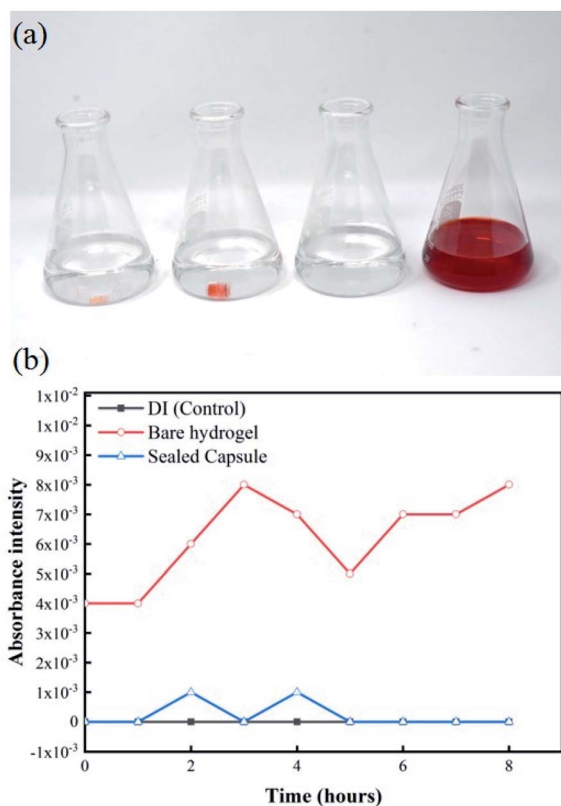 (a)
(b)
1x10⁻²
1x10⁻²
9x10⁻³
8x10⁻³
7x10⁻³
6x10⁻³
5x10⁻³
4x10⁻³
3x10⁻³
2x10⁻³
1x10⁻³
0
-1x10⁻³
Absorbance intensity
DI (Control)
Bare hydrogel
Sealed Capsule
0 2 4 6 8
Time (hours)